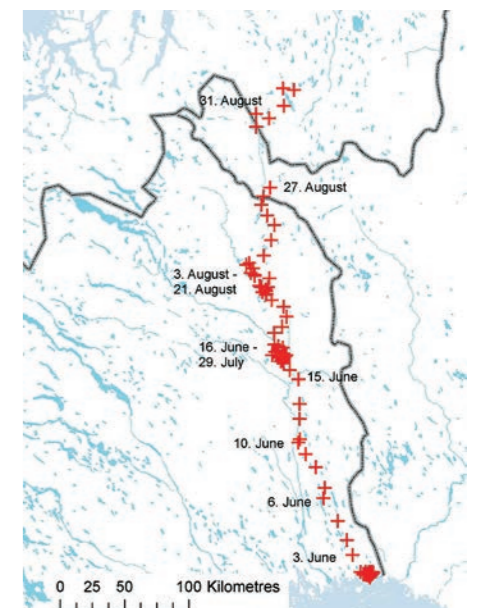 31. August
27. August
3. August -
21. August
16. June -
29. July
15. June
10. June
6. June
3. June
0 25 50 100 Kilometres